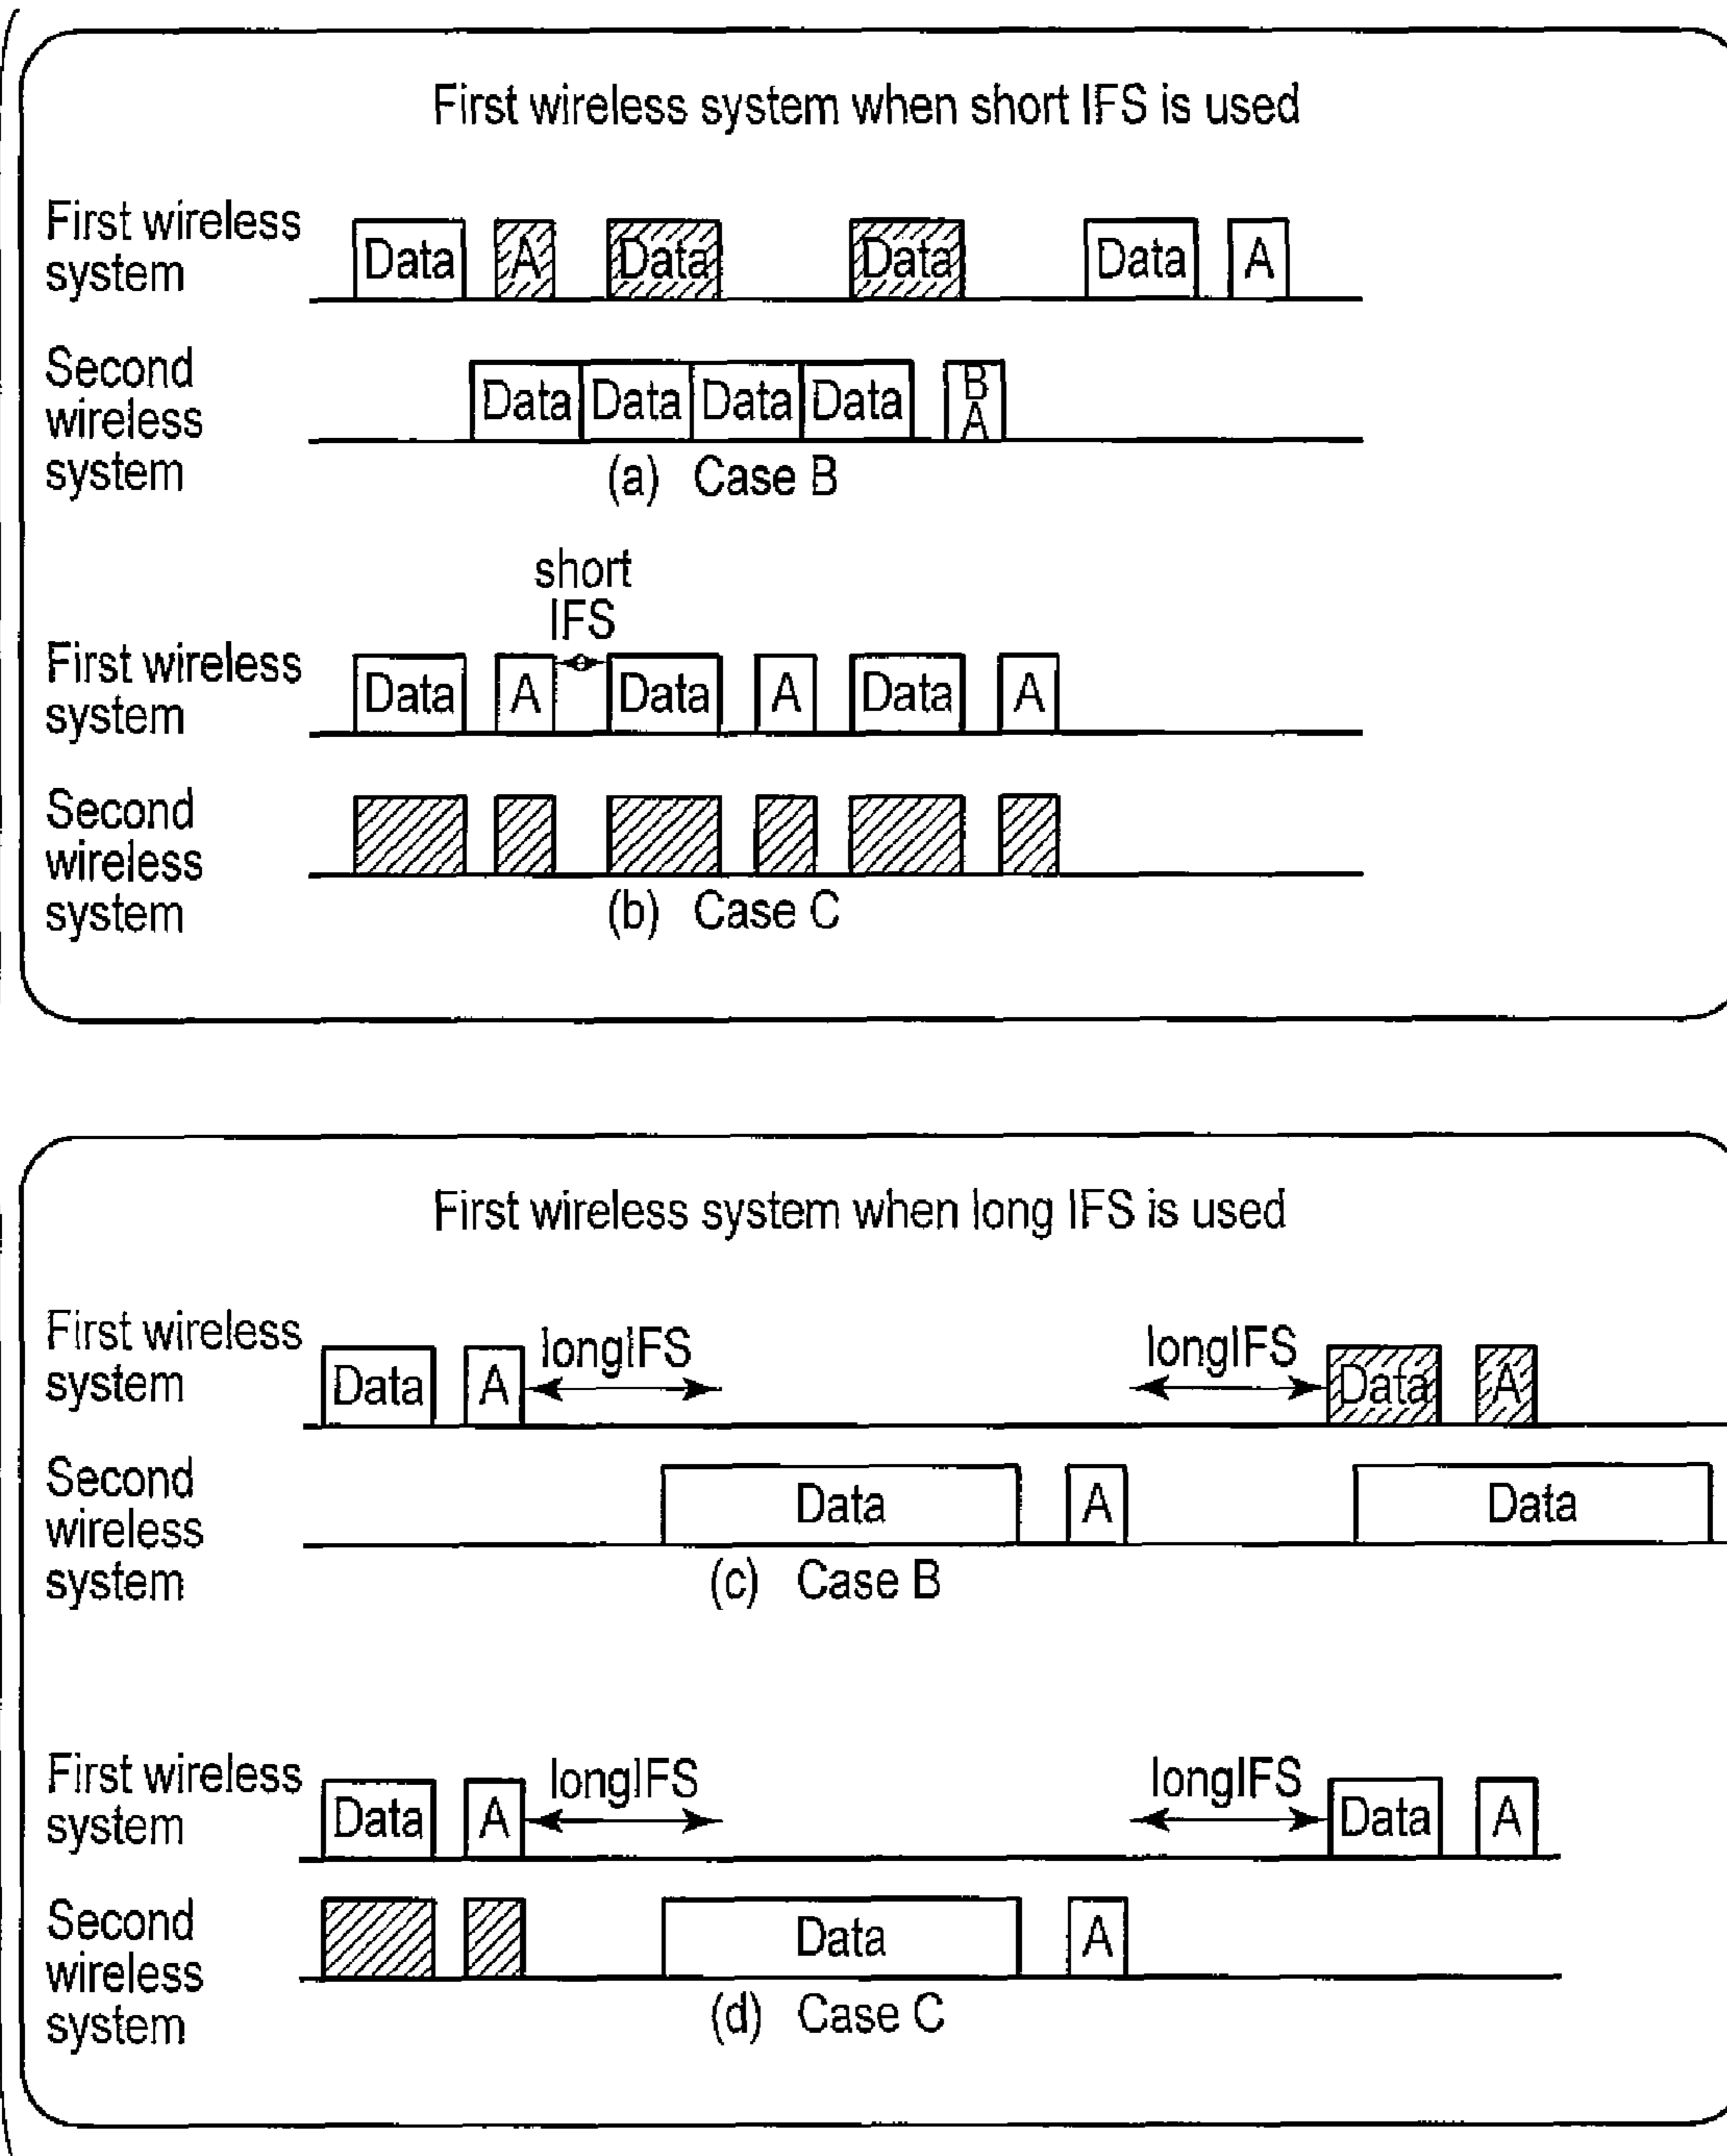 First wireless system when short IFS is used
First wireless
system
Data A Data Data Data A
Second
wireless
system
Data Data Data Data B
A
(a) Case B
short
IFS
First wireless
system
Data A Data A Data A
Second
wireless
system
(b) Case C
First wireless system when long IFS is used
First wireless
system
Data A longIFS longIFS Data A
Second
wireless
system
Data A Data
(c) Case B
First wireless
system
Data A longIFS longIFS Data A
Second
wireless
system
Data A
(d) Case C